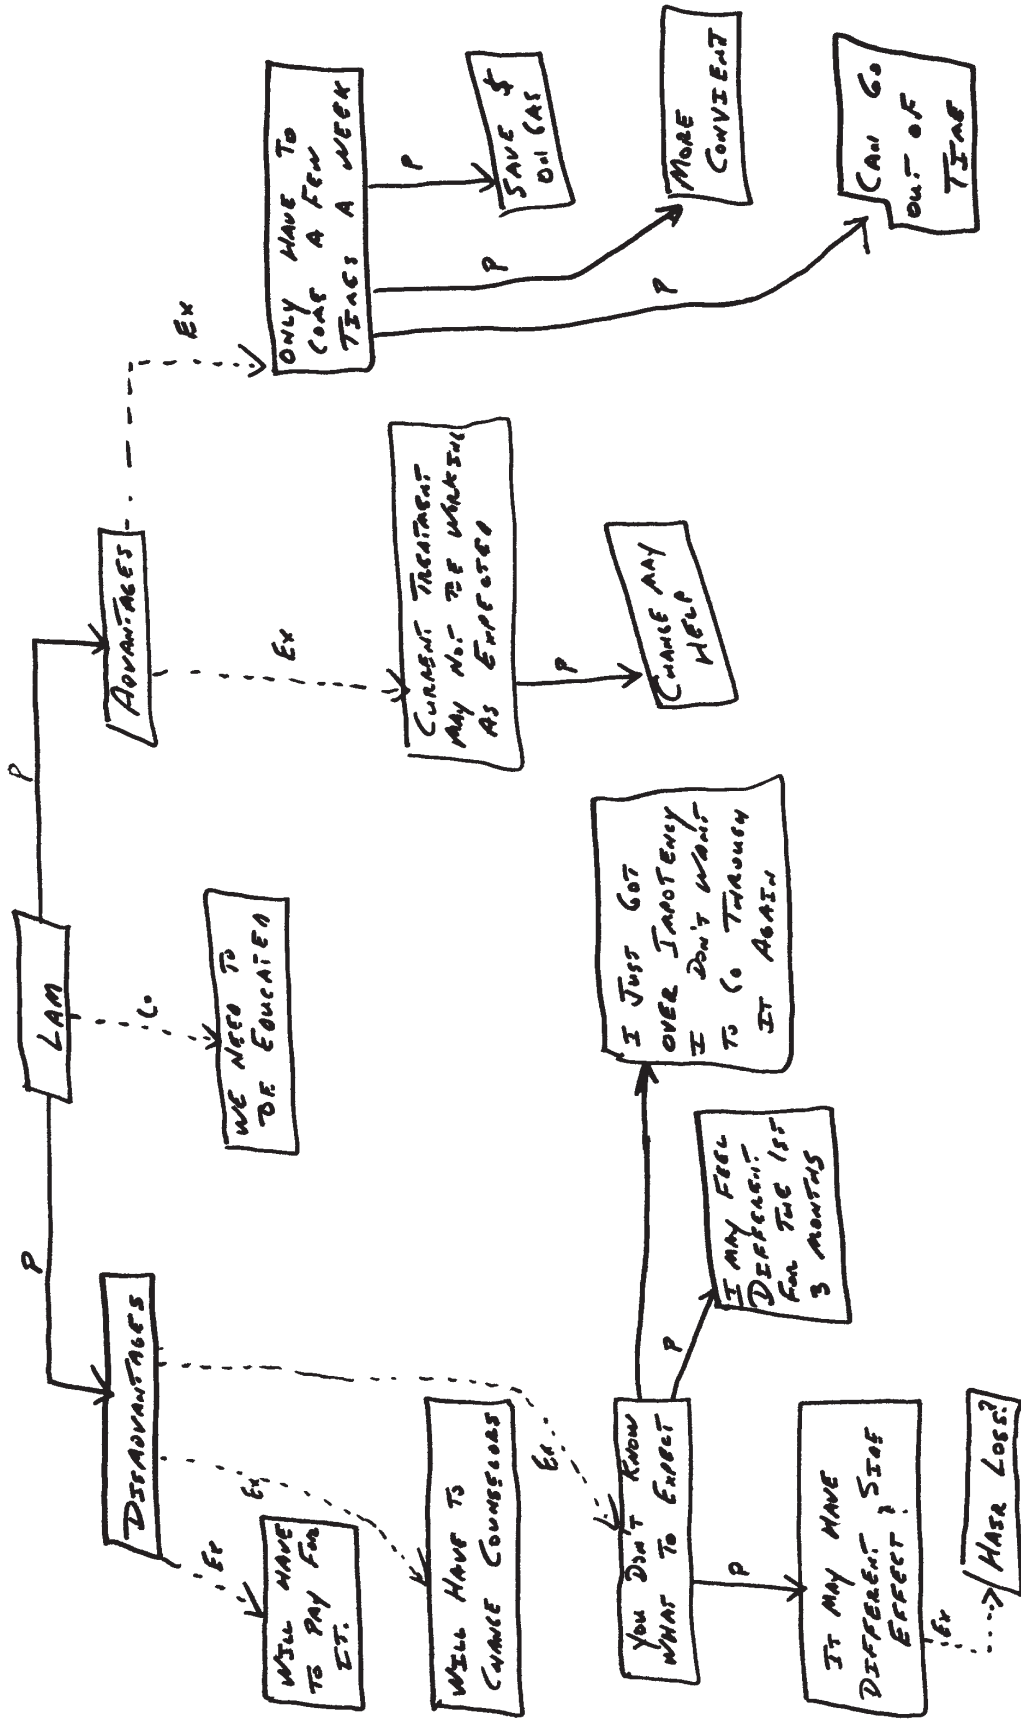 LAM
P
P
Co
DISADVANTAGES
WE NEED TO
BE EDUCATED
ADVANTAGES
Ex
Ex
Ex
Ex
Ex
WILL HAVE
TO PAY FOR
IT.
WILL HAVE TO
CHANGE COUNSELORS
YOU DON'T KNOW
WHAT TO EXPECT
P
P
IT MAY HAVE
DIFFERENT SIDE
EFFECT?
Ex
HAIR LOSS?
I MAY FEEL
DIFFERENT
FOR THE 1ST
3 MONTHS
I JUST GOT
OVER IMPOTENCY
I DON'T WANT
TO GO THROUGH
IT AGAIN
CURRENT TREATMENT
MAY NOT BE WORKING
AS EXPECTED
P
CHANGE MAY
HELP
ONLY HAVE TO
COME A FEW
TIMES A WEEK
P
P
P
SAVE $
ON GAS
MORE
CONVIENT
CAN GO
OUT OF
TIME